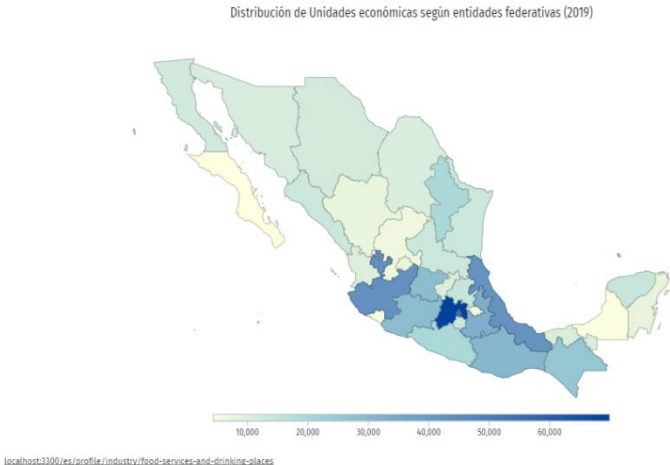 Distribución de Unidades económicas según entidades federativas (2019)
10,000 20,000 30,000 40,000 50,000 60,000
localhost:3300/es/profile/industry/food-services-and-drinking-places